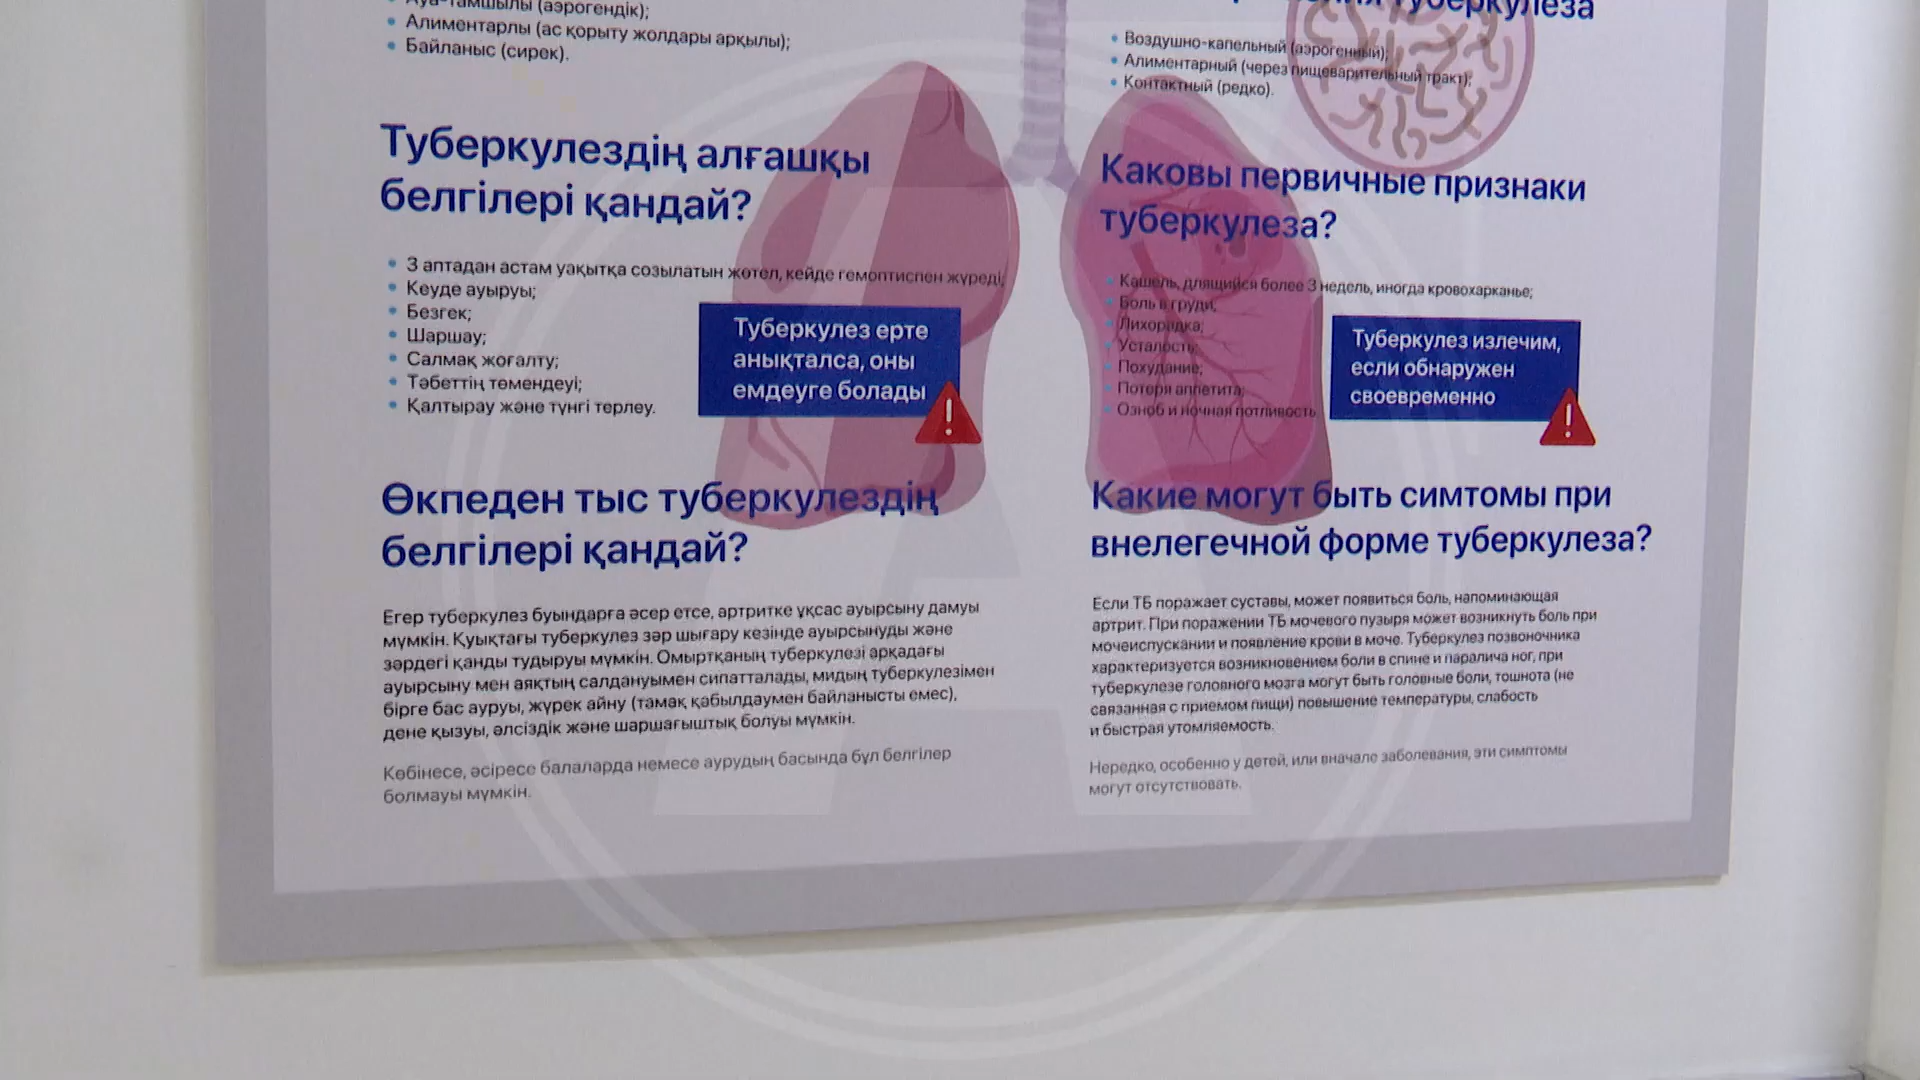 Ауа-тамшылы (аэрогендік);
Алиментарлы (ас қорыту жолдары арқылы);
Байланыс (сирек).
Туберкулездің алғашқы
белгілері қандай?
3 аптадан астам уақытқа созылатын жөтел, кейде гемоптиспен жүреді;
Кеуде ауыруы;
Безгек;
Шаршау;
Салмақ жоғалту;
Тәбеттің төмендеуі;
Қалтырау және түнгі терлеу.
Туберкулез ерте
анықталса, оны
емдеуге болады
Өкпеден тыс туберкулездің
белгілері қандай?
Егер туберкулез буындарға әсер етсе, артритке ұқсас ауырсыну дамуы
мүмкін. Қуықтағы туберкулез зәр шығару кезінде ауырсынуды және
зәрдегі қанды тудыруы мүмкін. Омыртқаның туберкулезі арқадағы
ауырсыну мен аяқтың салдануымен сипатталады, мидың туберкулезімен
бірге бас ауруы, жүрек айну (тамақ қабылдаумен байланысты емес),
дене қызуы, әлсіздік және шаршағыштық болуы мүмкін.
Көбінесе, әсіресе балаларда немесе аурудың басында бұл белгілер
болмауы мүмкін.
туберкулеза
Воздушно-капельный (аэрогенный);
Алиментарный (через пищеварительный тракт);
Контактный (редко).
Каковы первичные признаки
туберкулеза?
Кашель, длящийся более 3 недель, иногда кровохарканье;
Боль в груди;
Лихорадка;
Усталость;
Похудание;
Потеря аппетита;
Озноб и ночная потливость
Туберкулез излечим,
если обнаружен
своевременно
Какие могут быть симтомы при
внелегечной форме туберкулеза?
Если ТБ поражает суставы, может появиться боль, напоминающая
артрит. При поражении ТБ мочевого пузыря может возникнуть боль при
мочеиспускании и появление крови в моче. Туберкулез позвоночника
характеризуется возникновением боли в спине и паралича ног, при
туберкулезе головного мозга могут быть головные боли, тошнота (не
связанная с приемом пищи) повышение температуры, слабость
и быстрая утомляемость.
Нередко, особенно у детей, или вначале заболевания, эти симптомы
могут отсутствовать.